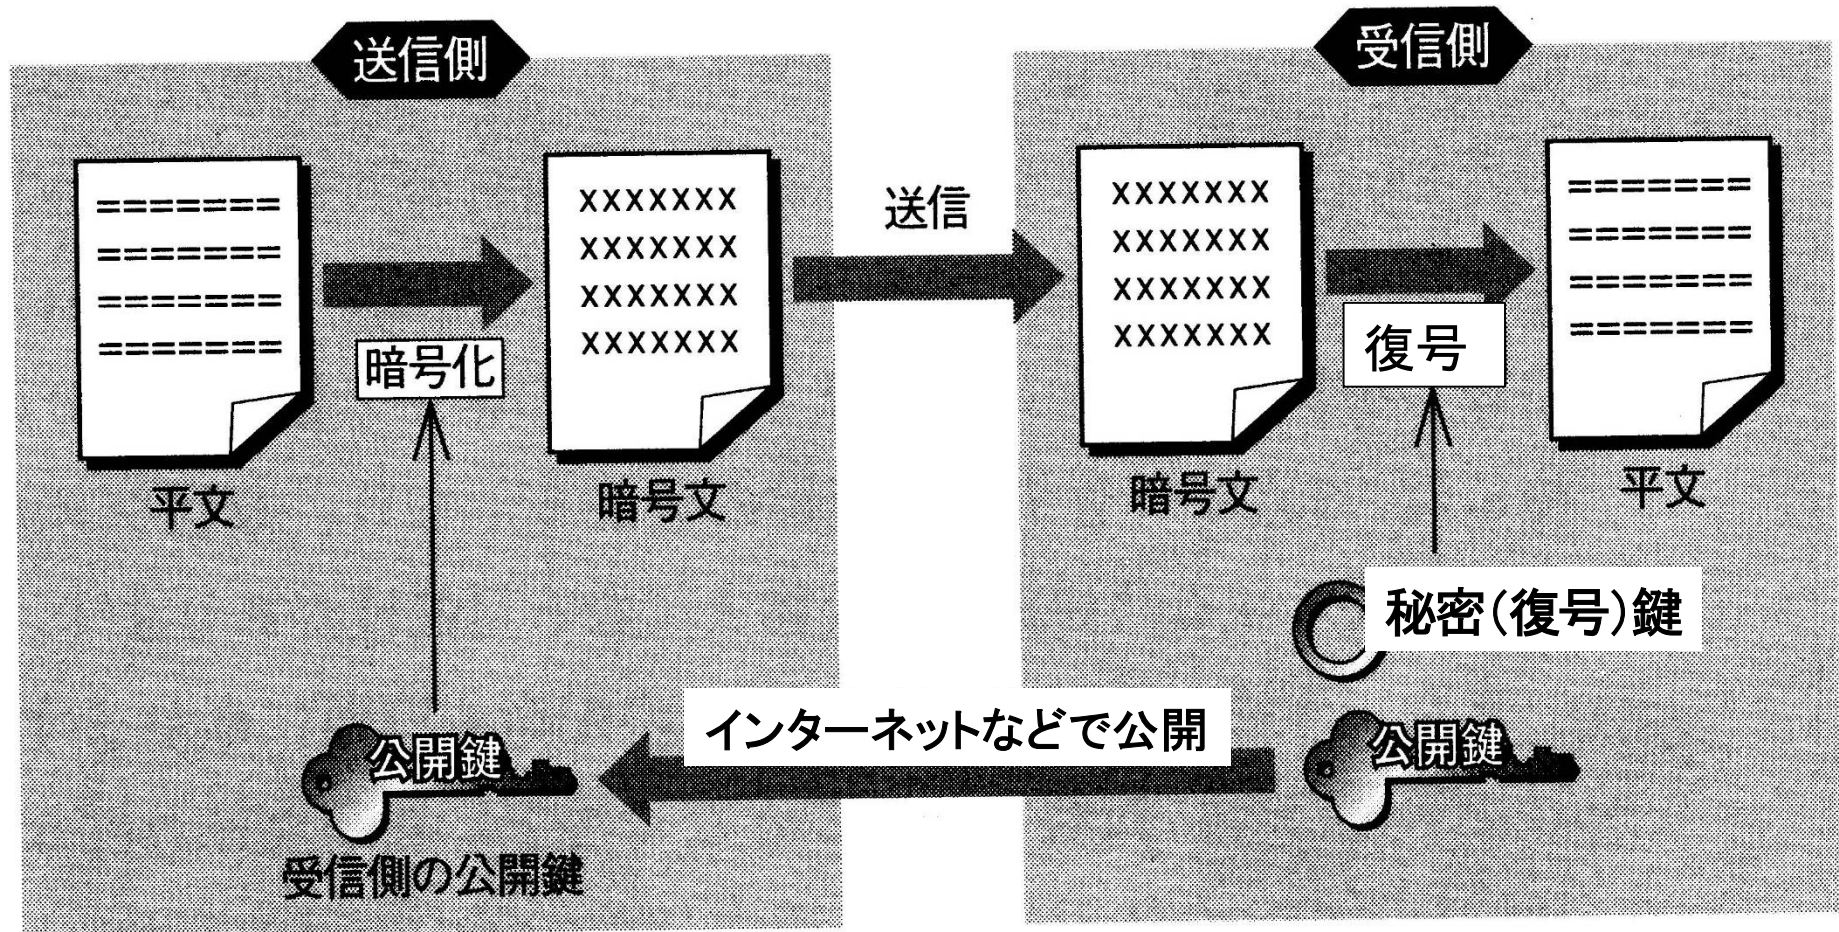 送信側
受信側
=======
=======
=======
=======
XXXXXXX
XXXXXXX
XXXXXXX
XXXXXXX
送信
XXXXXXX
XXXXXXX
XXXXXXX
XXXXXXX
=======
=======
=======
=======
暗号化
復号
平文
暗号文
暗号文
平文
秘密(復号)鍵
インターネットなどで公開
公開鍵
公開鍵
受信側の公開鍵